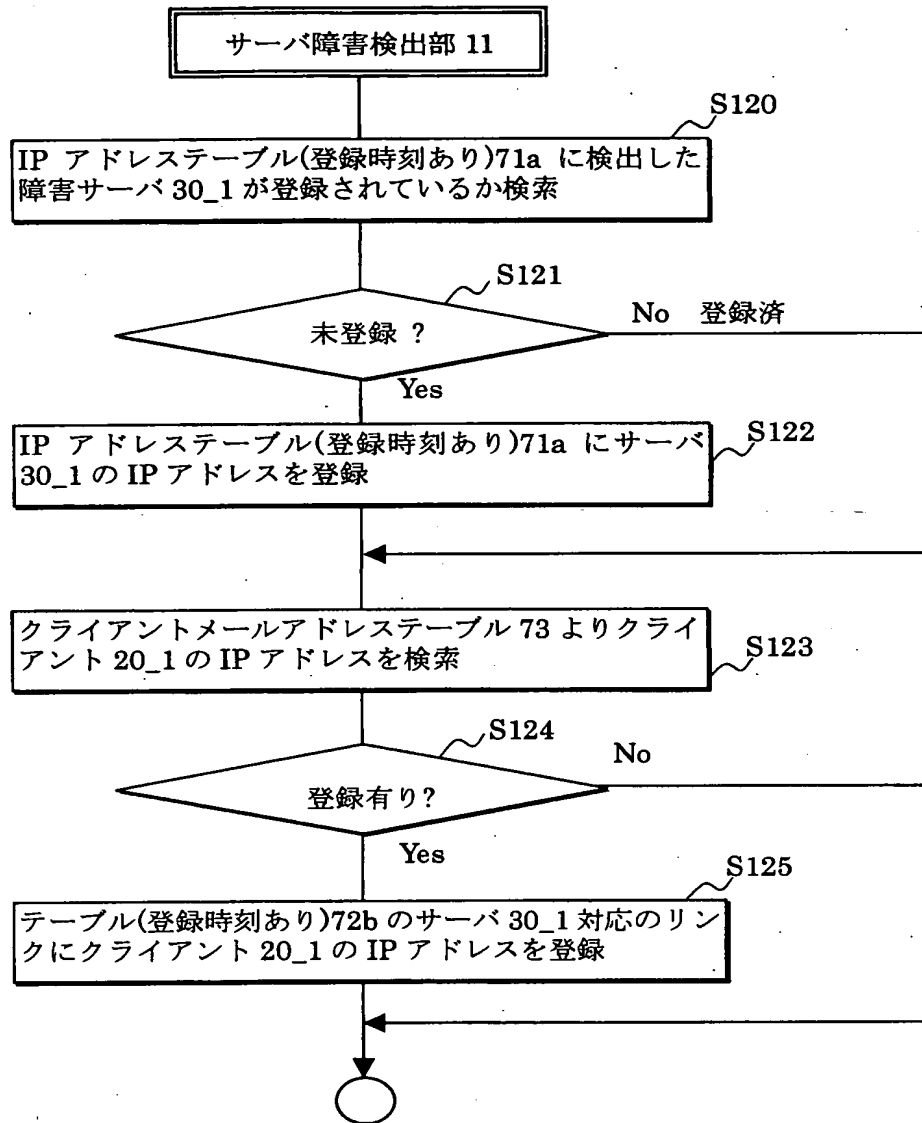 サーバ障害検出部 11
S120
IP アドレステーブル(登録時刻あり)71a に検出した
障害サーバ 30_1 が登録されているか検索
S121
未登録 ?
No 登録済
Yes
IP アドレステーブル(登録時刻あり)71a にサーバ
30_1 の IP アドレスを登録
S122
クライアントメールアドレステーブル 73 よりクライ
アント 20_1 の IP アドレスを検索
S123
S124
登録有り?
No
Yes
S125
テーブル(登録時刻あり)72b のサーバ 30_1 対応のリン
クにクライアント 20_1 の IP アドレスを登録